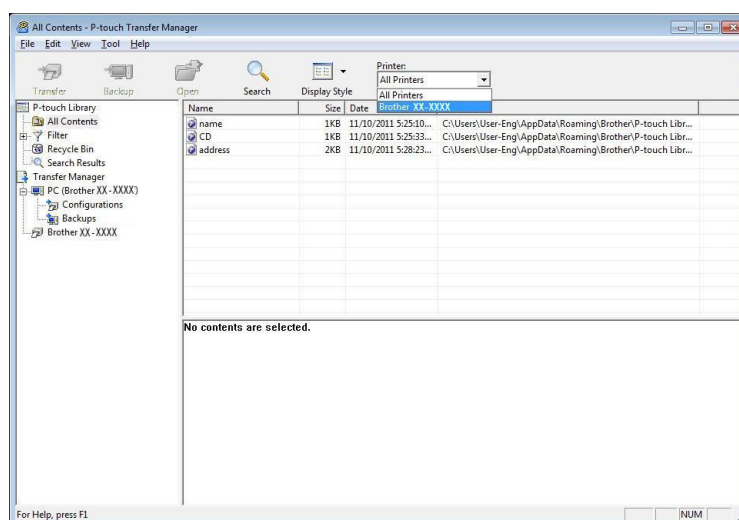 All Contents - P-touch Transfer Manager
File Edit View Tool Help
Printer:
All Printers
Transfer Backup Open Search Display Style
All Printers
Brother XX-XXXX
P-touch Library
All Contents
Filter
Recycle Bin
Search Results
Transfer Manager
PC (Brother XX-XXXX)
Configurations
Backups
Brother XX-XXXX
Name Size Date
name 1KB 11/10/2011 5:25:10... C:\Users\User-Eng\AppData\Roaming\Brother\P-touch Libr...
CD 1KB 11/10/2011 5:25:33... C:\Users\User-Eng\AppData\Roaming\Brother\P-touch Libr...
address 2KB 11/10/2011 5:28:23... C:\Users\User-Eng\AppData\Roaming\Brother\P-touch Libr...
No contents are selected.
For Help, press F1
NUM